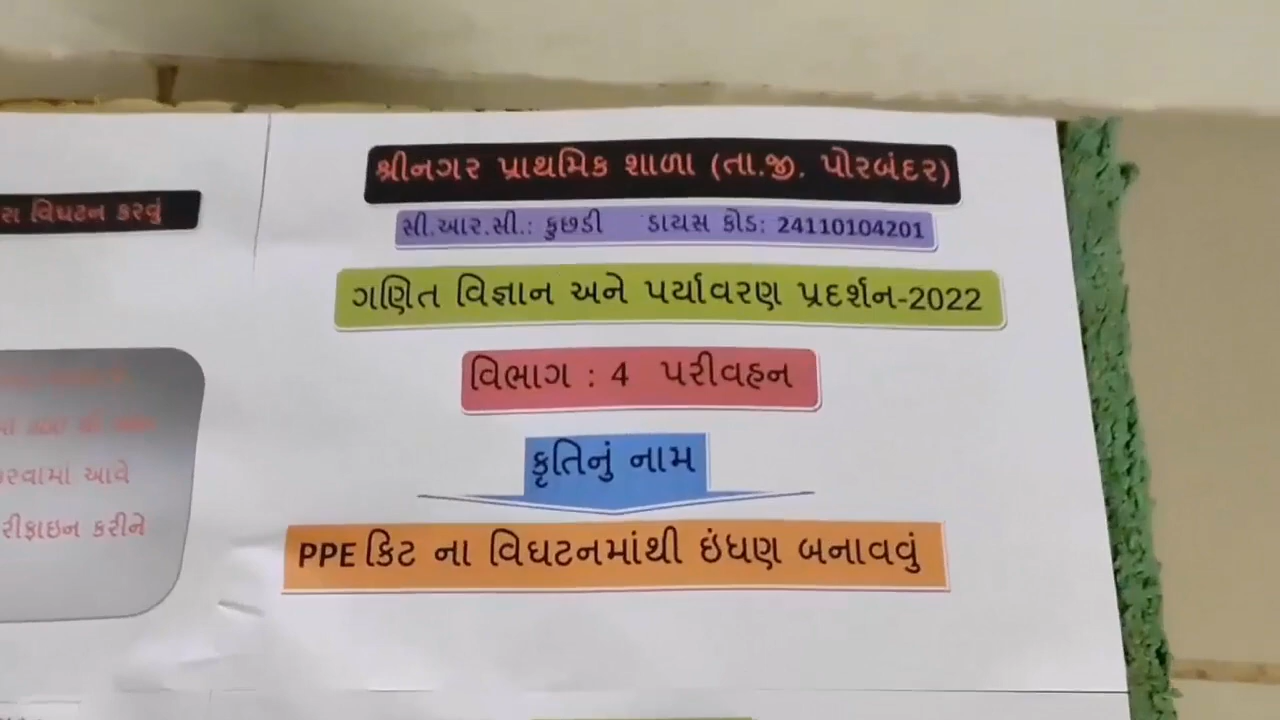 શ્રીનગર પ્રાથમિક શાળા (તા.જી. પોરબંદર)
સી.આર.સી.: કુછડી ડાયસ કોડ: 24110104201
ગણિત વિજ્ઞાન અને પર્યાવરણ પ્રદર્શન-2022
વિભાગ : 4 પરીવહન
કૃતિનું નામ
PPE કિટ ના વિઘટનમાંથી ઇંધણ બનાવવું
વિઘટન કરવું
આવે
રીફાઇન કરીને